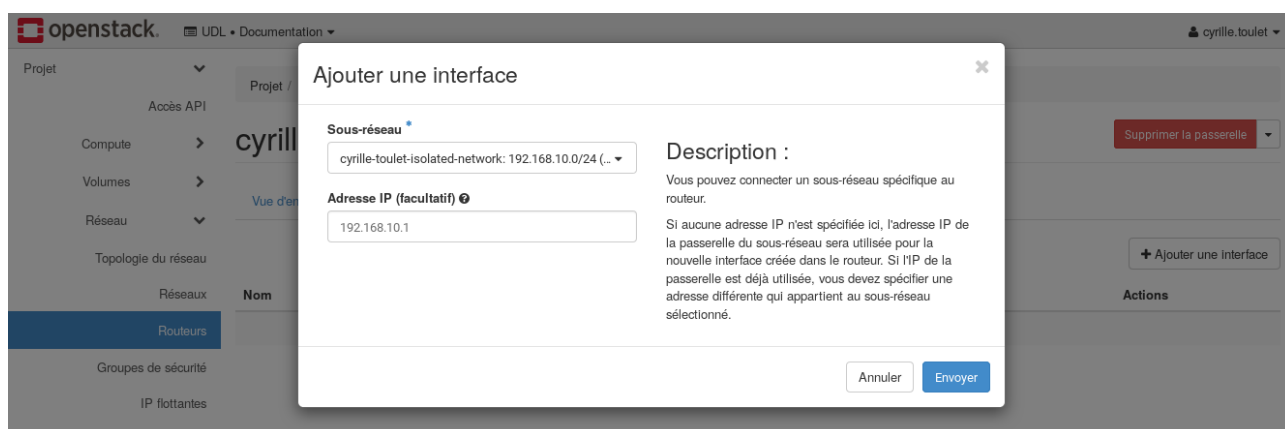 openstack. UDL • Documentation cyrille.toulet
Projet
Accès API
Compute
Volumes
Réseau
Topologie du réseau
Réseaux
Routeurs
Groupes de sécurité
IP flottantes
Projet /
cyrill
Supprimer la passerelle
Vue d'en
+ Ajouter une interface
Nom Actions
Ajouter une interface
Sous-réseau *
cyrille-toulet-isolated-network: 192.168.10.0/24 (...
Adresse IP (facultatif)
192.168.10.1
Description :
Vous pouvez connecter un sous-réseau spécifique au
routeur.
Si aucune adresse IP n'est spécifiée ici, l'adresse IP de
la passerelle du sous-réseau sera utilisée pour la
nouvelle interface créée dans le routeur. Si l'IP de la
passerelle est déjà utilisée, vous devez spécifier une
adresse différente qui appartient au sous-réseau
sélectionné.
Annuler Envoyer